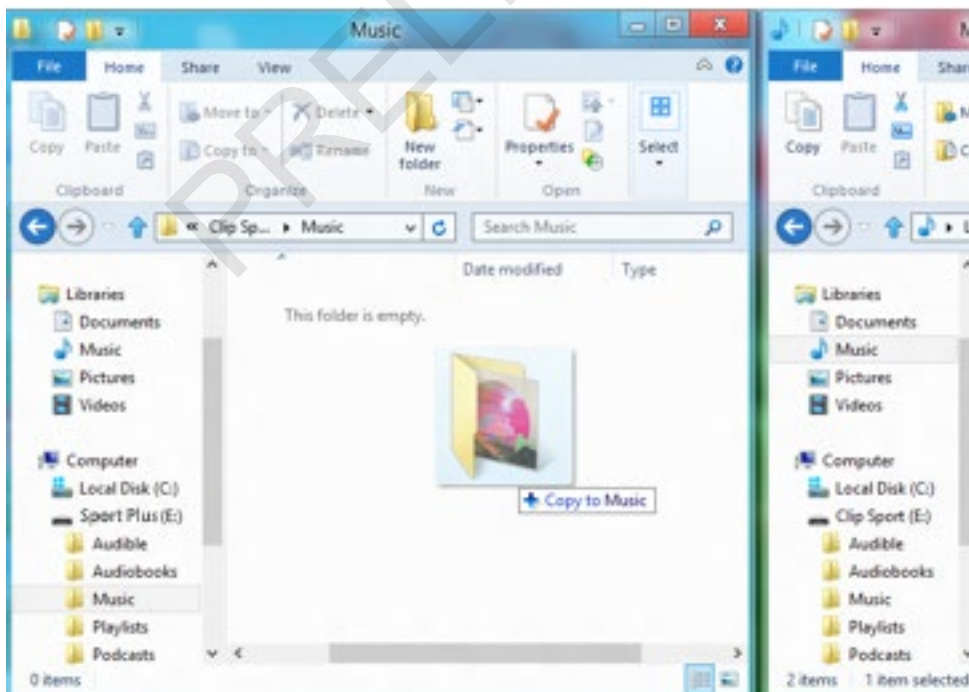 Music
File Home Share View
Copy Paste Move to Delete New folder Properties Select
Copy to Rename
Clipboard Organize New Open
Clip Sp... Music Search Music
Date modified Type
Libraries
Documents
Music
Pictures
Videos
Computer
Local Disk (C:)
Sport Plus (E:)
Audible
Audiobooks
Music
Playlists
Podcasts
0 items
This folder is empty.
Copy to Music
M
File Home Shar
Copy Paste
Clipboard
Libraries
Documents
Music
Pictures
Videos
Computer
Local Disk (C:)
Clip Sport (E:)
Audible
Audiobooks
Music
Playlists
Podcasts
2 items 1 item selected
PREL